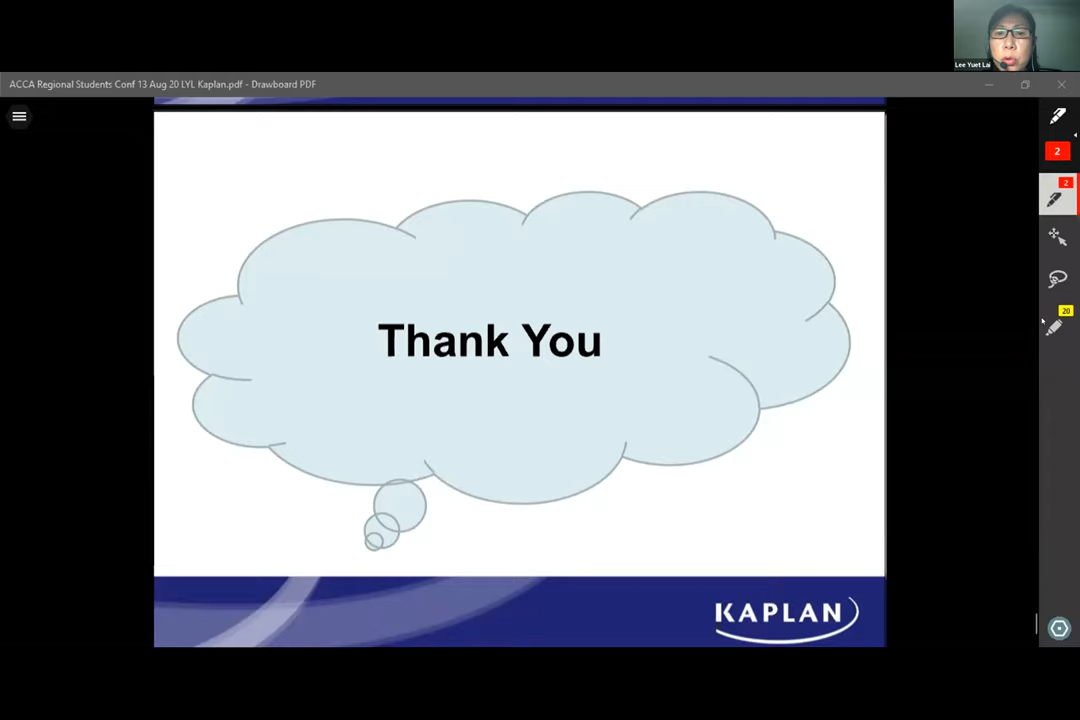 Lee Yuet Lai
ACCA Regional Students Conf 13 Aug 20 LYL Kaplan.pdf - Drawboard PDF
2
2
20
Thank You
KAPLAN